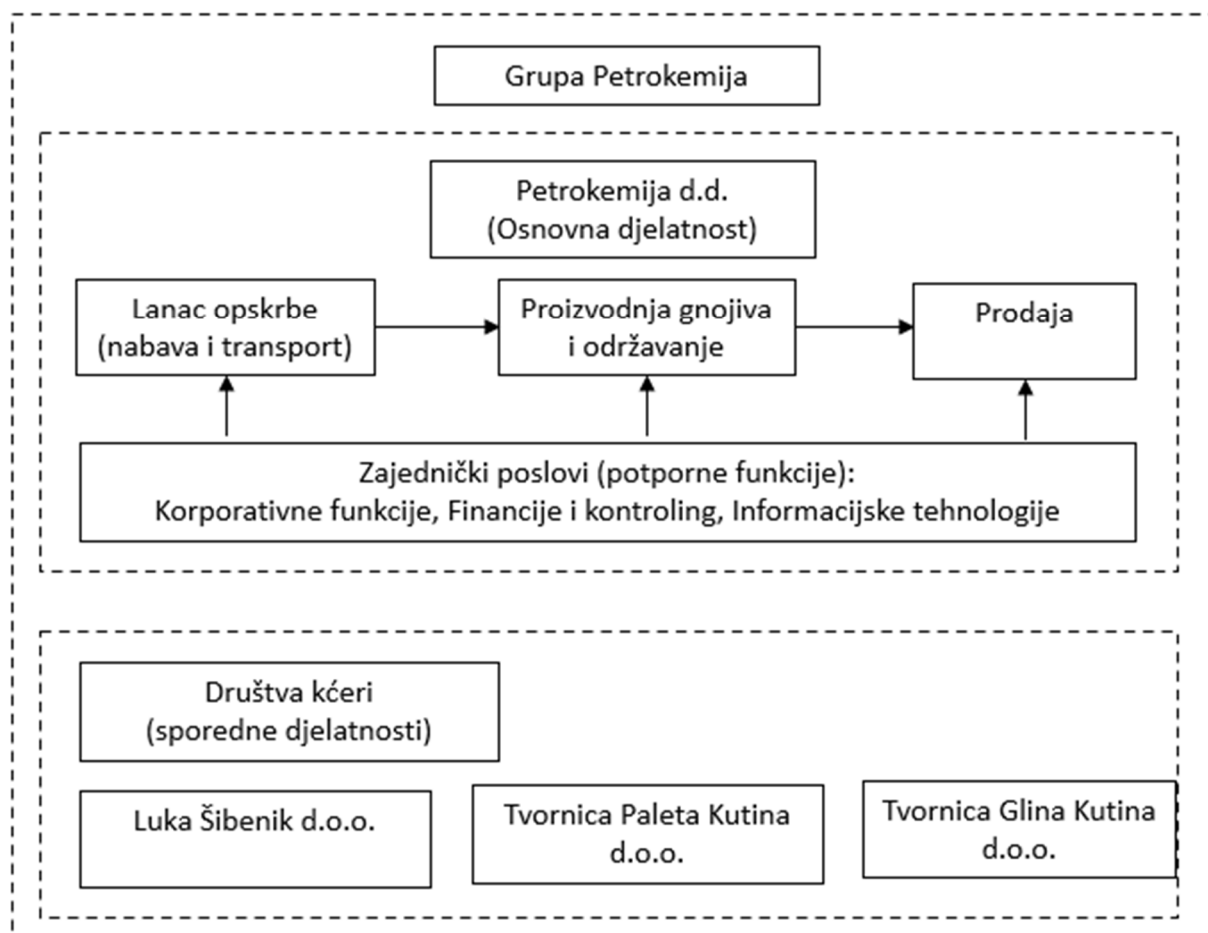 Grupa Petrokemija
Petrokemija d.d.
(Osnovna djelatnost)
Lanac opskrbe
(nabava i transport)
Proizvodnja gnojiva
i održavanje
Prodaja
Zajednički poslovi (potporne funkcije):
Korporativne funkcije, Financije i kontroling, Informacijske tehnologije
Društva kćeri
(sporedne djelatnosti)
Luka Šibenik d.o.o.
Tvornica Paleta Kutina
d.o.o.
Tvornica Glina Kutina
d.o.o.